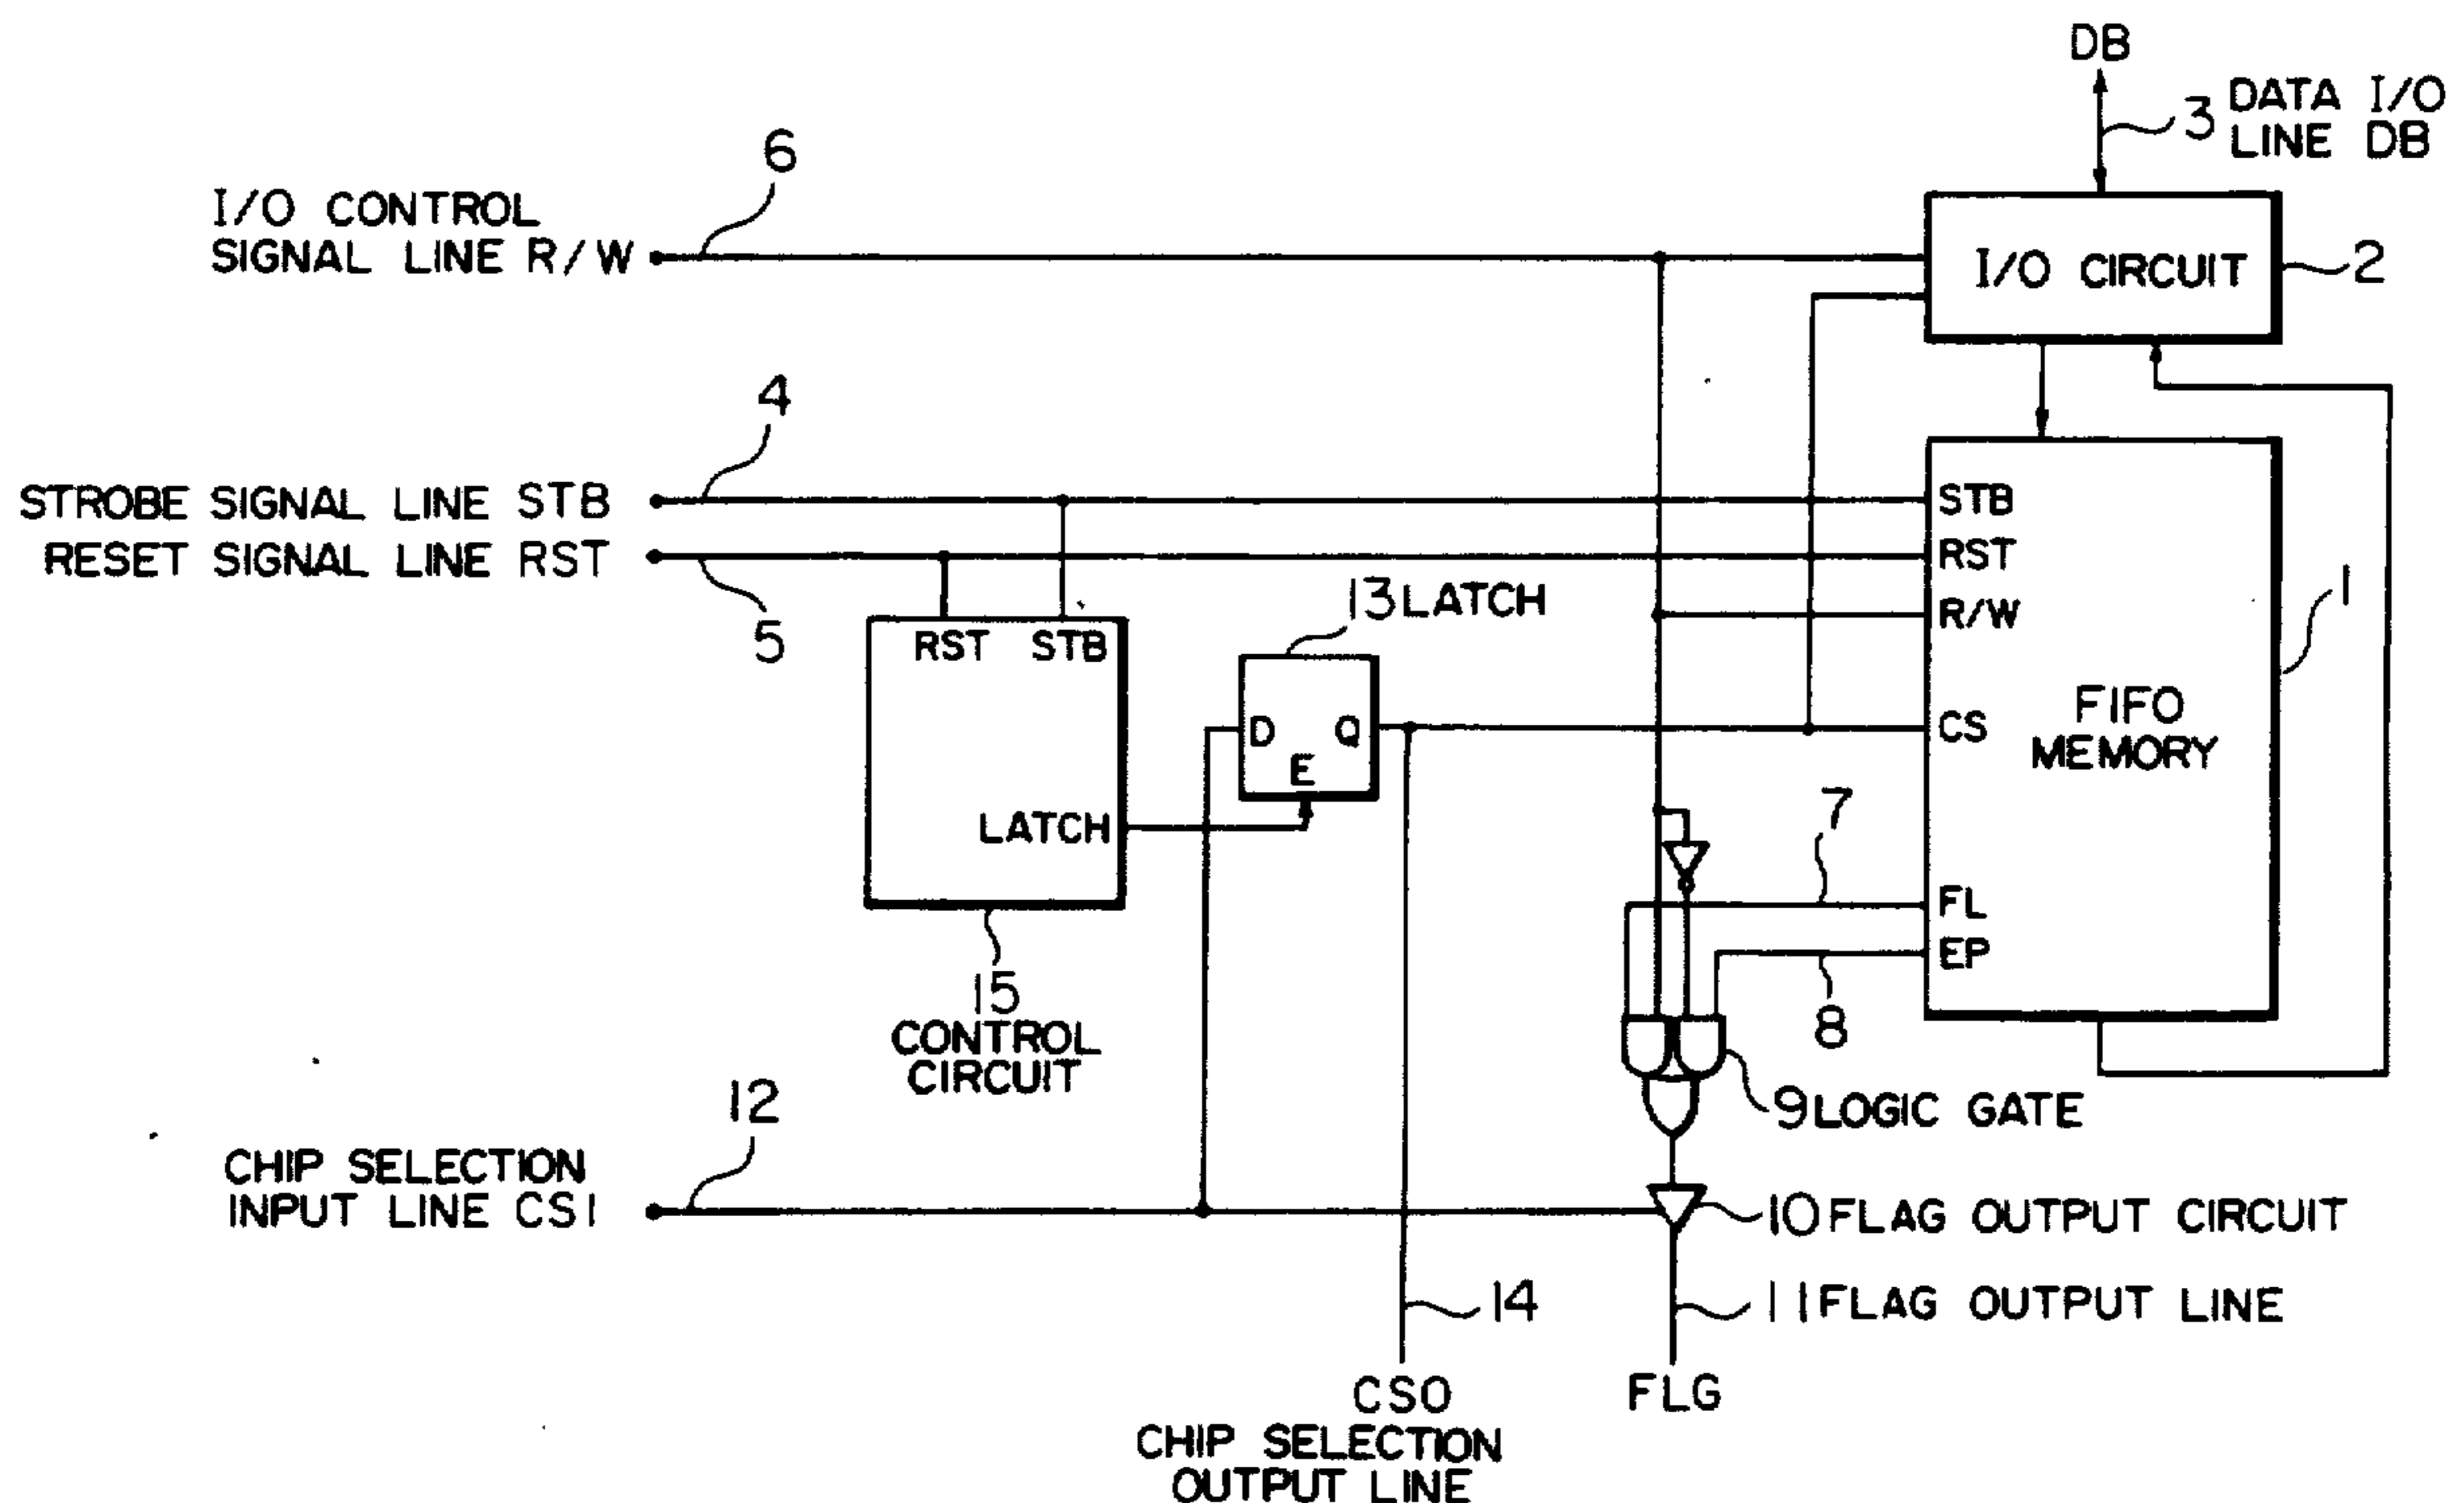 DB
3 DATA I/O
LINE DB
6
I/O CONTROL
SIGNAL LINE R/W
I/O CIRCUIT
2
4
STROBE SIGNAL LINE STB
RESET SIGNAL LINE RST
5
STB
RST
R/W
CS
FIFO
MEMORY
FL
EP
1
RST STB
LATCH
15
CONTROL
CIRCUIT
13 LATCH
D Q
E
7
8
9 LOGIC GATE
12
CHIP SELECTION
INPUT LINE CSI
10 FLAG OUTPUT CIRCUIT
14
11 FLAG OUTPUT LINE
CSO
CHIP SELECTION
OUTPUT LINE
FLG